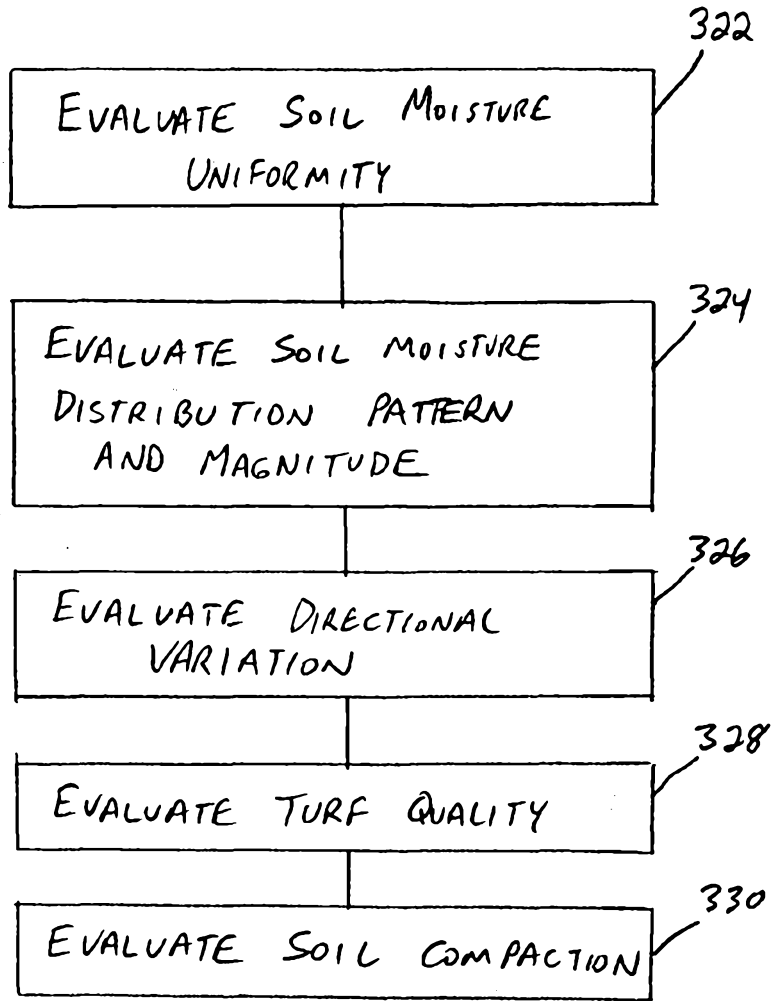 322
EVALUATE SOIL MOISTURE
UNIFORMITY
324
EVALUATE SOIL MOISTURE
DISTRIBUTION PATTERN
AND MAGNITUDE
326
EVALUATE DIRECTIONAL
VARIATION
328
EVALUATE TURF QUALITY
330
EVALUATE SOIL COMPACTION